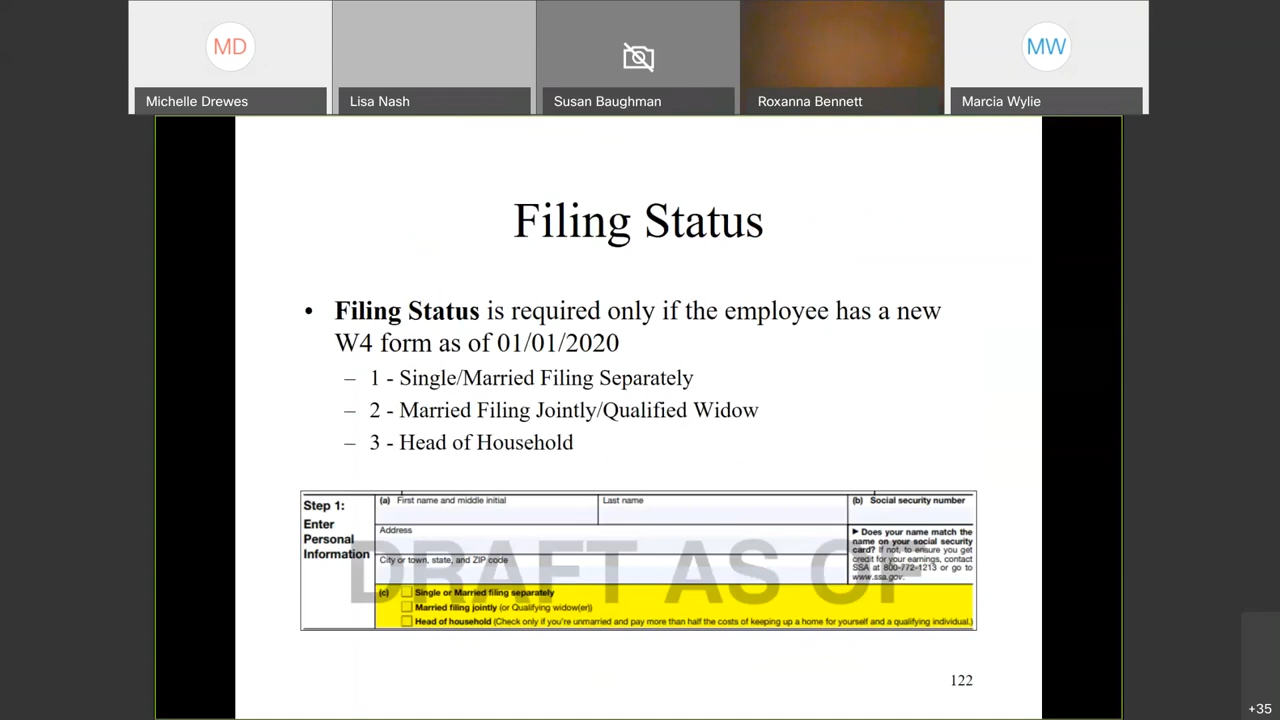 MD
MW
Michelle Drewes
Lisa Nash
Susan Baughman
Roxanna Bennett
Marcia Wylie
Filing Status
• Filing Status is required only if the employee has a new
W4 form as of 01/01/2020
– 1 - Single/Married Filing Separately
– 2 - Married Filing Jointly/Qualified Widow
– 3 - Head of Household
Step 1:
Enter
Personal
Information
(a) First name and middle initial
Last name
(b) Social security number
Address
City or town, state, and ZIP code
▶ Does your name match the
name on your social security
card? If not, to ensure you get
credit for your earnings, contact
SSA at 800-772-1213 or go to
www.ssa.gov.
DRAFT AS OF
(c) Single or Married filing separately
Married filing jointly (or Qualifying widow(er))
Head of household (Check only if you're unmarried and pay more than half the costs of keeping up a home for yourself and a qualifying individual.)
122
+35